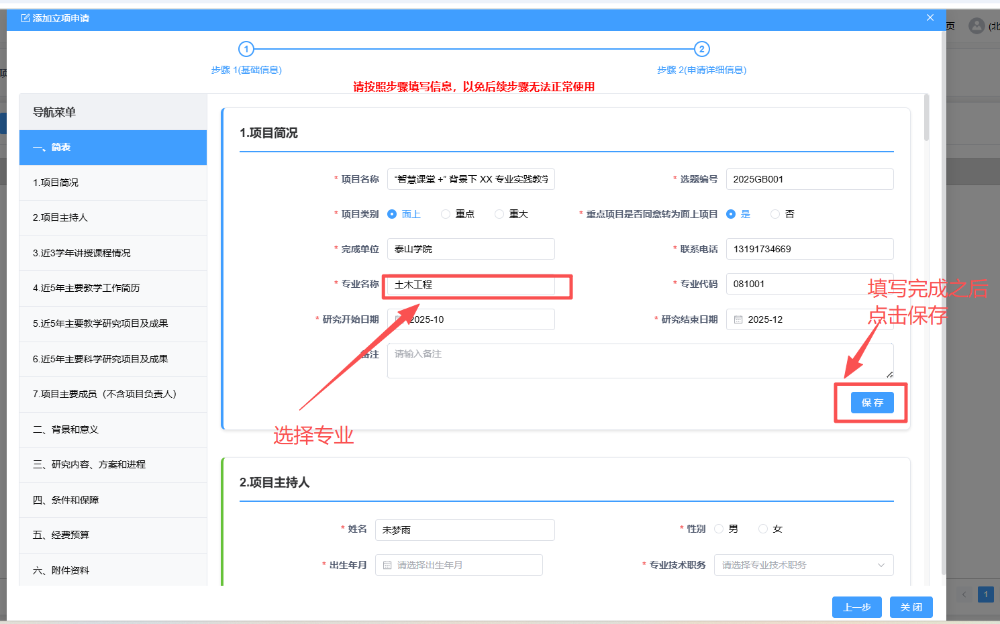 添加立项申请
页
(北
1
2
步骤 1(基础信息)
步骤 2(申请详细信息)
请按照步骤填写信息，以免后续步骤无法正常使用
导航菜单
一、简表
1.项目简况
2.项目主持人
3.近3学年讲授课程情况
4.近5年主要教学工作简历
5.近5年主要教学研究项目及成果
6.近5年主要科学研究项目及成果
7.项目主要成员（不含项目负责人）
二、背景和意义
三、研究内容、方案和进程
四、条件和保障
五、经费预算
六、附件资料
1.项目简况
* 项目名称 “智慧课堂 +” 背景下 XX 专业实践教学
* 选题编号 2025GB001
* 项目类别 面上 重点 重大
* 重点项目是否同意转为面上项目 是 否
* 完成单位 泰山学院
* 联系电话 13191734669
* 专业名称 土木工程
* 专业代码 081001
* 研究开始日期 2025-10
* 研究结束日期 2025-12
备注 请输入备注
填写完成之后
点击保存
保 存
选择专业
2.项目主持人
* 姓名 未梦雨
* 性别 男 女
* 出生年月 请选择出生年月
* 专业技术职务 请选择专业技术职务
上一步
关 闭
1